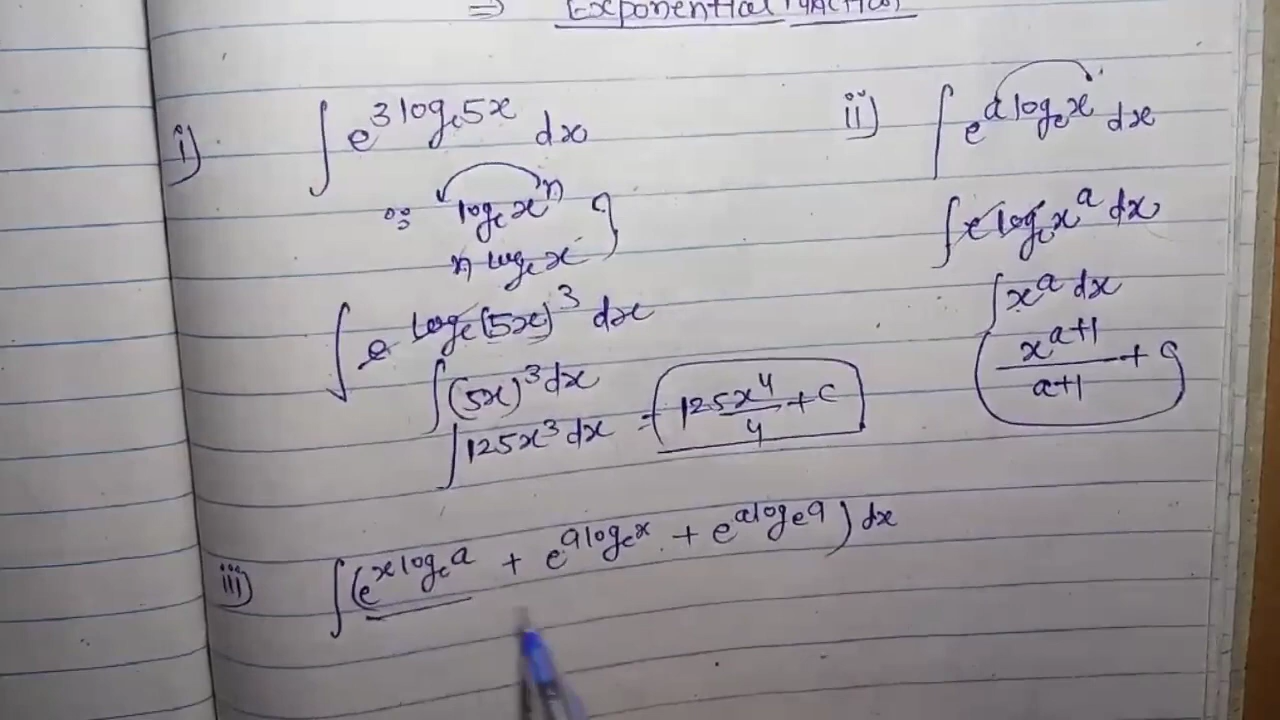 ⇒ Exponential
i) ∫ e^{3 log_e 5x} dx
∵ log_e x^n }
n log_e x
∫ e^{log_e (5x)^3} dx
∫ (5x)^3 dx
∫ 125x^3 dx = 125x^4/4 + c
ii) ∫ e^{a log_e x} dx
∫ e^{log_e x^a} dx
∫ x^a dx
x^{a+1}/(a+1) + c
iii) ∫ (e^{x log_e a} + e^{a log_e x} + e^{a log_e a}) dx